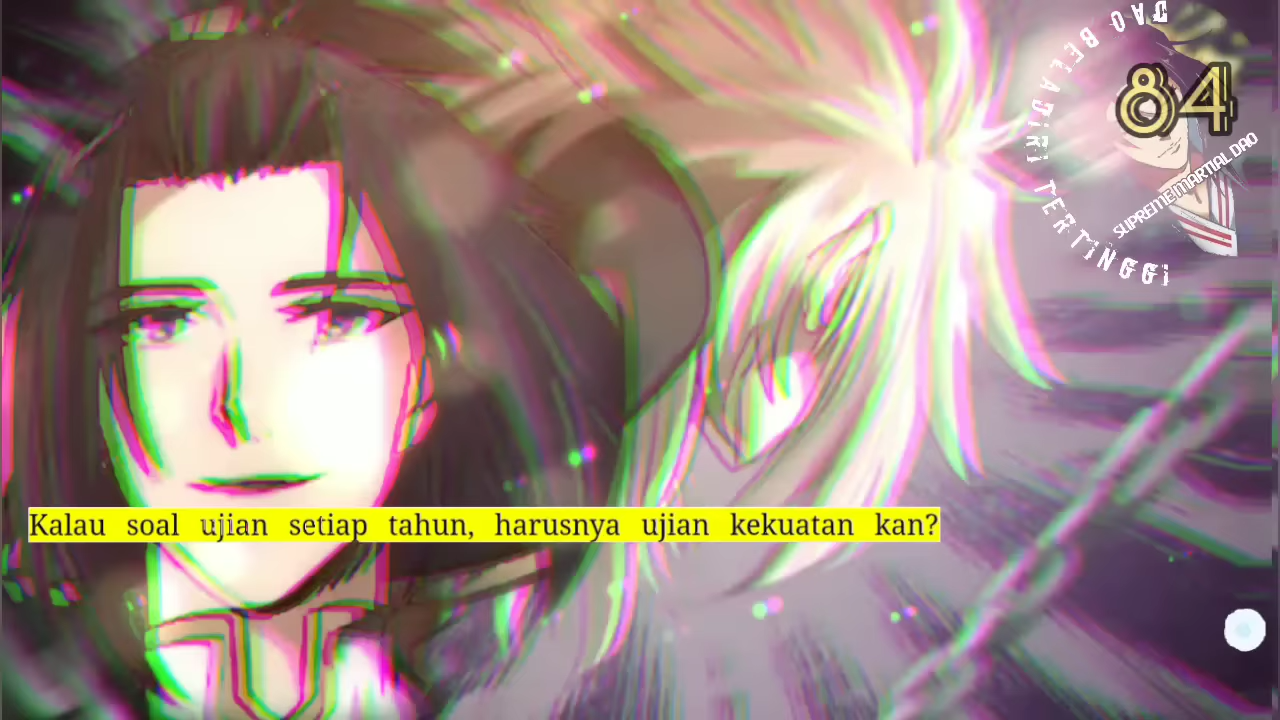 DAO BELADIRI TERTINGGI
84
SUPREME MARTIAL DAO
Kalau soal ujian setiap tahun, harusnya ujian kekuatan kan?